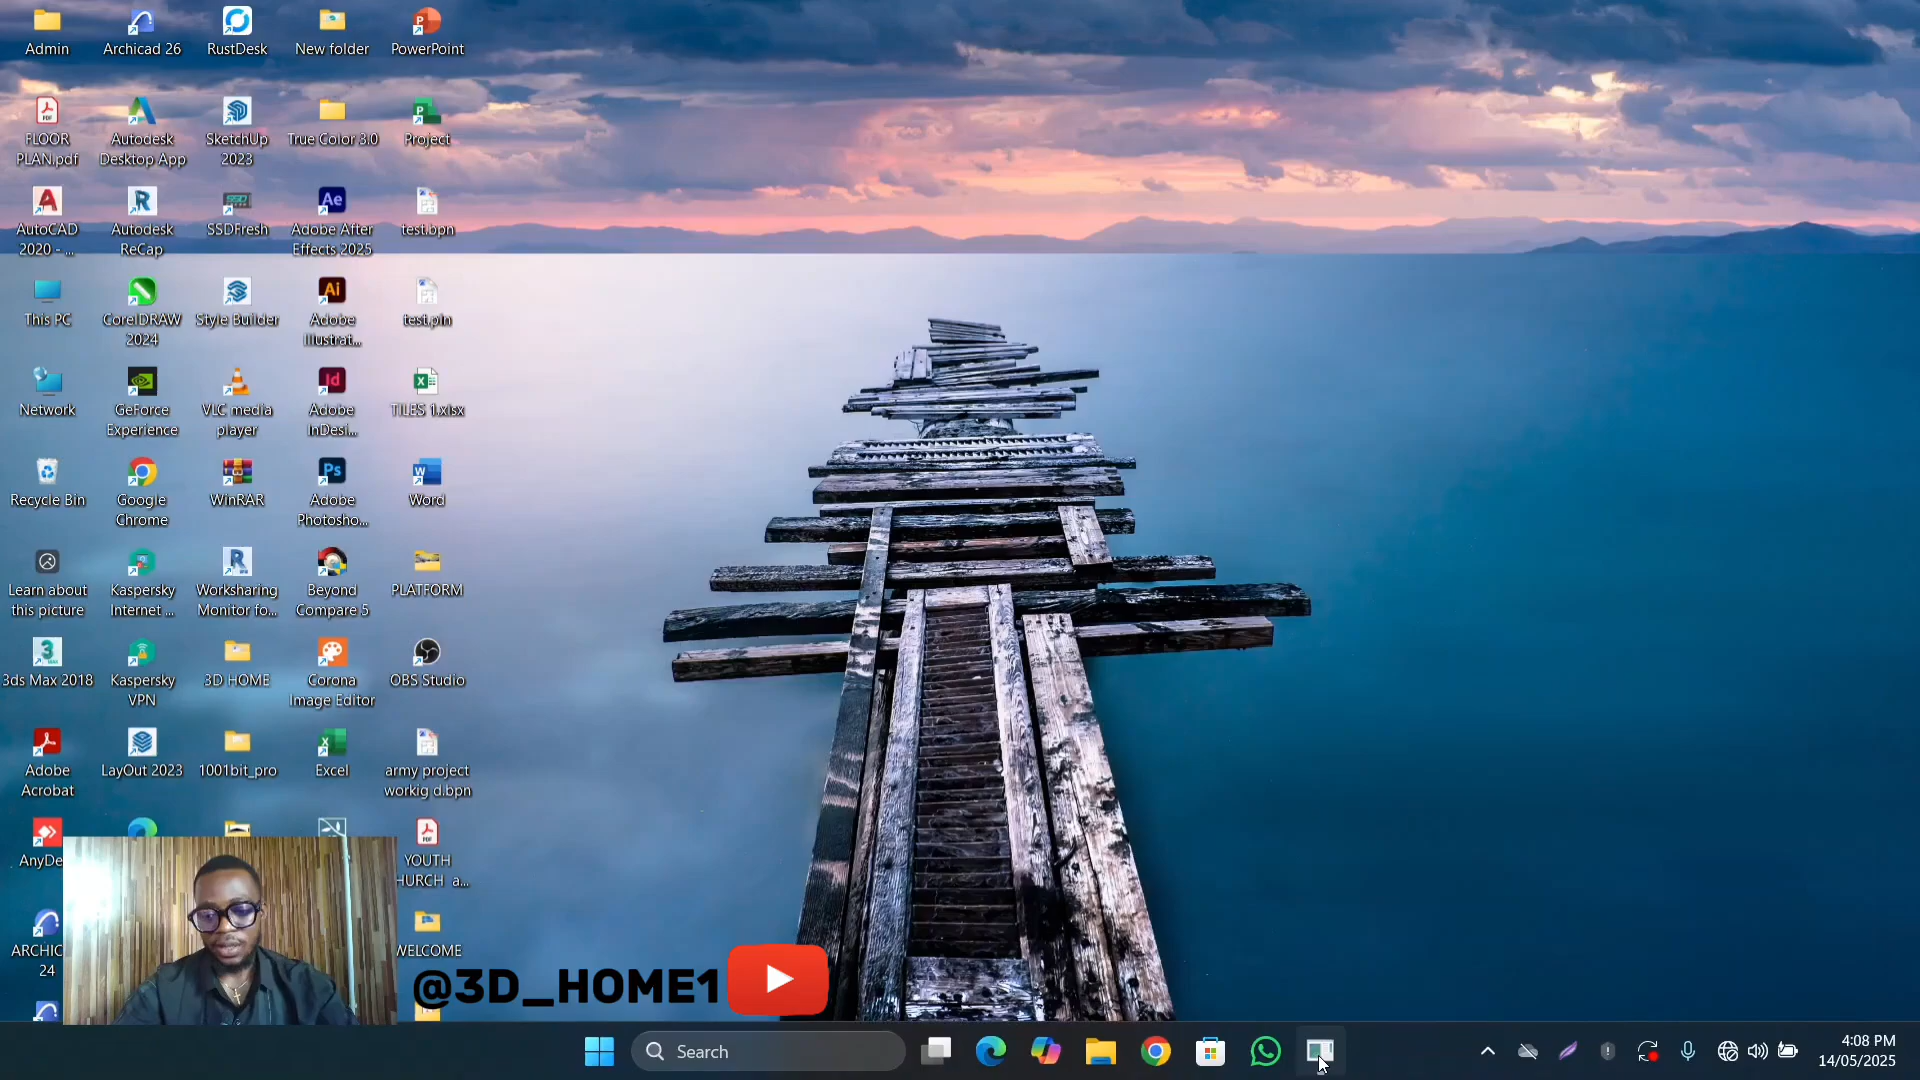 Admin
Archicad 26
RustDesk
New folder
PowerPoint
FLOOR
PLAN.pdf
Autodesk
Desktop App
SketchUp
2023
True Color 3.0
Project
AutoCAD
2020 - ...
Autodesk
ReCap
SSDFresh
Adobe After
Effects 2025
test.bpn
This PC
CorelDRAW
2024
Style Builder
Adobe
Illustrat...
test.pln
Network
GeForce
Experience
VLC media
player
Adobe
InDesi...
TILES 1.xlsx
Recycle Bin
Google
Chrome
WinRAR
Adobe
Photosho...
Word
Learn about
this picture
Kaspersky
Internet ...
Worksharing
Monitor fo...
Beyond
Compare 5
PLATFORM
3ds Max 2018
Kaspersky
VPN
3D HOME
Corona
Image Editor
OBS Studio
Adobe
Acrobat
LayOut 2023
1001bit_pro
Excel
army project
workig d.bpn
AnyDe
YOUTH
HURCH a...
ARCHIC
24
WELCOME
@3D_HOME1
Search
4:08 PM
14/05/2025